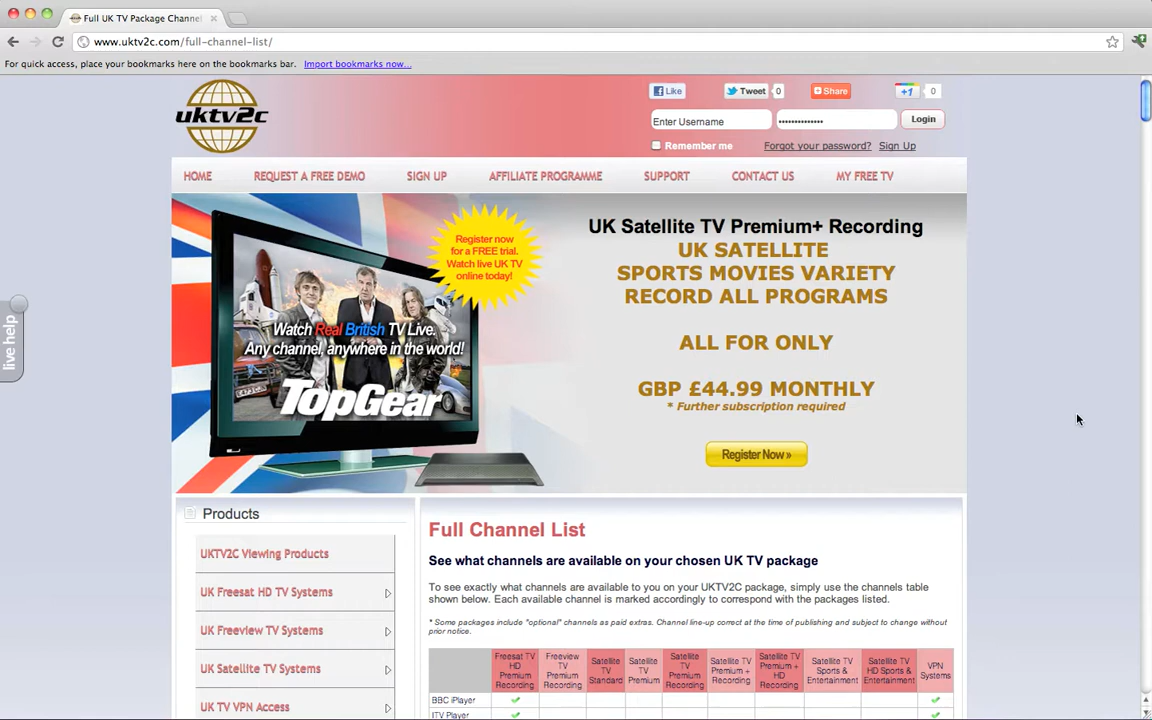 Full UK TV Package Channel
www.uktv2c.com/full-channel-list/
For quick access, place your bookmarks here on the bookmarks bar. Import bookmarks now...
uktv2c
Like Tweet 0 Share +1 0
Enter Username •••••••••••••• Login
Remember me Forgot your password? Sign Up
HOME REQUEST A FREE DEMO SIGN UP AFFILIATE PROGRAMME SUPPORT CONTACT US MY FREE TV
Register now
for a FREE trial.
Watch live UK TV
online today!
Watch Real British TV Live.
Any channel, anywhere in the world!
TopGear
UK Satellite TV Premium+ Recording
UK SATELLITE
SPORTS MOVIES VARIETY
RECORD ALL PROGRAMS
ALL FOR ONLY
GBP £44.99 MONTHLY
* Further subscription required
Register Now »
live help
Products
UKTV2C Viewing Products
UK Freesat HD TV Systems
UK Freeview TV Systems
UK Satellite TV Systems
UK TV VPN Access
Full Channel List
See what channels are available on your chosen UK TV package
To see exactly what channels are available to you on your UKTV2C package, simply use the channels table
shown below. Each available channel is marked accordingly to correspond with the packages listed.
* Some packages include "optional" channels as paid extras. Channel line-up correct at the time of publishing and subject to change without
prior notice.
Freesat TV HD Premium Recording
Freeview TV Premium Recording
Satellite TV Standard
Satellite TV Premium
Satellite TV Premium Recording
Satellite TV Premium + Recording
Satellite TV Premium + HD Recording
Satellite TV Sports & Entertainment
Satellite TV HD Sports & Entertainment
VPN Systems
BBC iPlayer
ITV Player